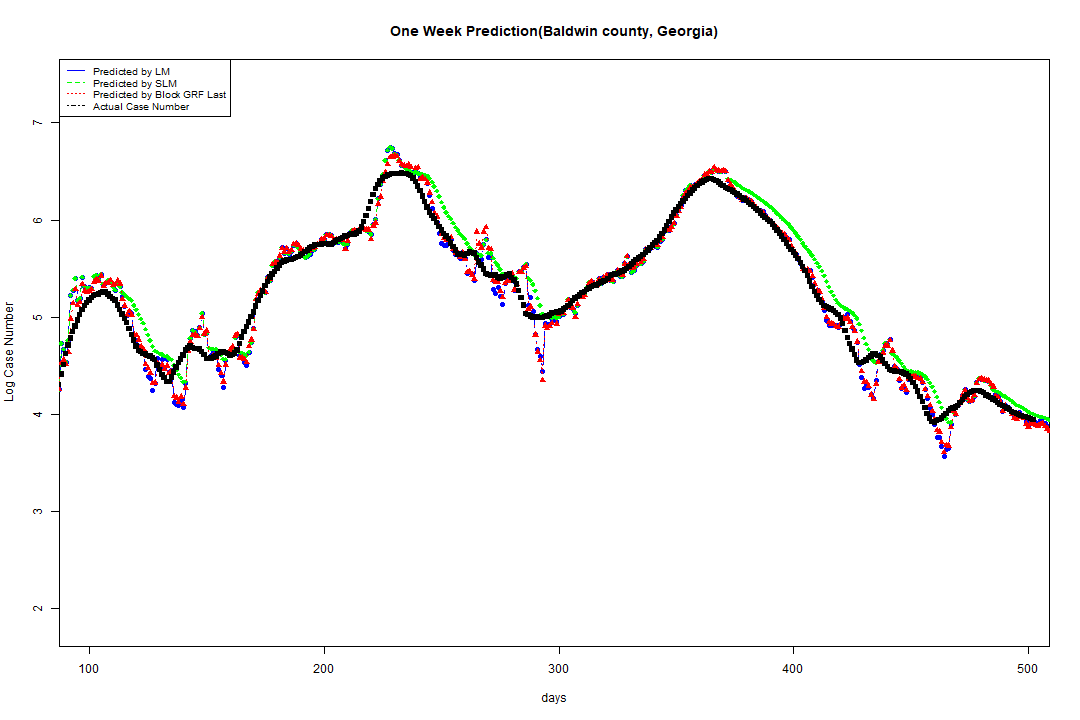 One Week Prediction(Baldwin county, Georgia)
Predicted by LM
Predicted by SLM
Predicted by Block GRF Last
Actual Case Number
7
6
5
4
3
2
Log Case Number
100 200 300 400 500
days